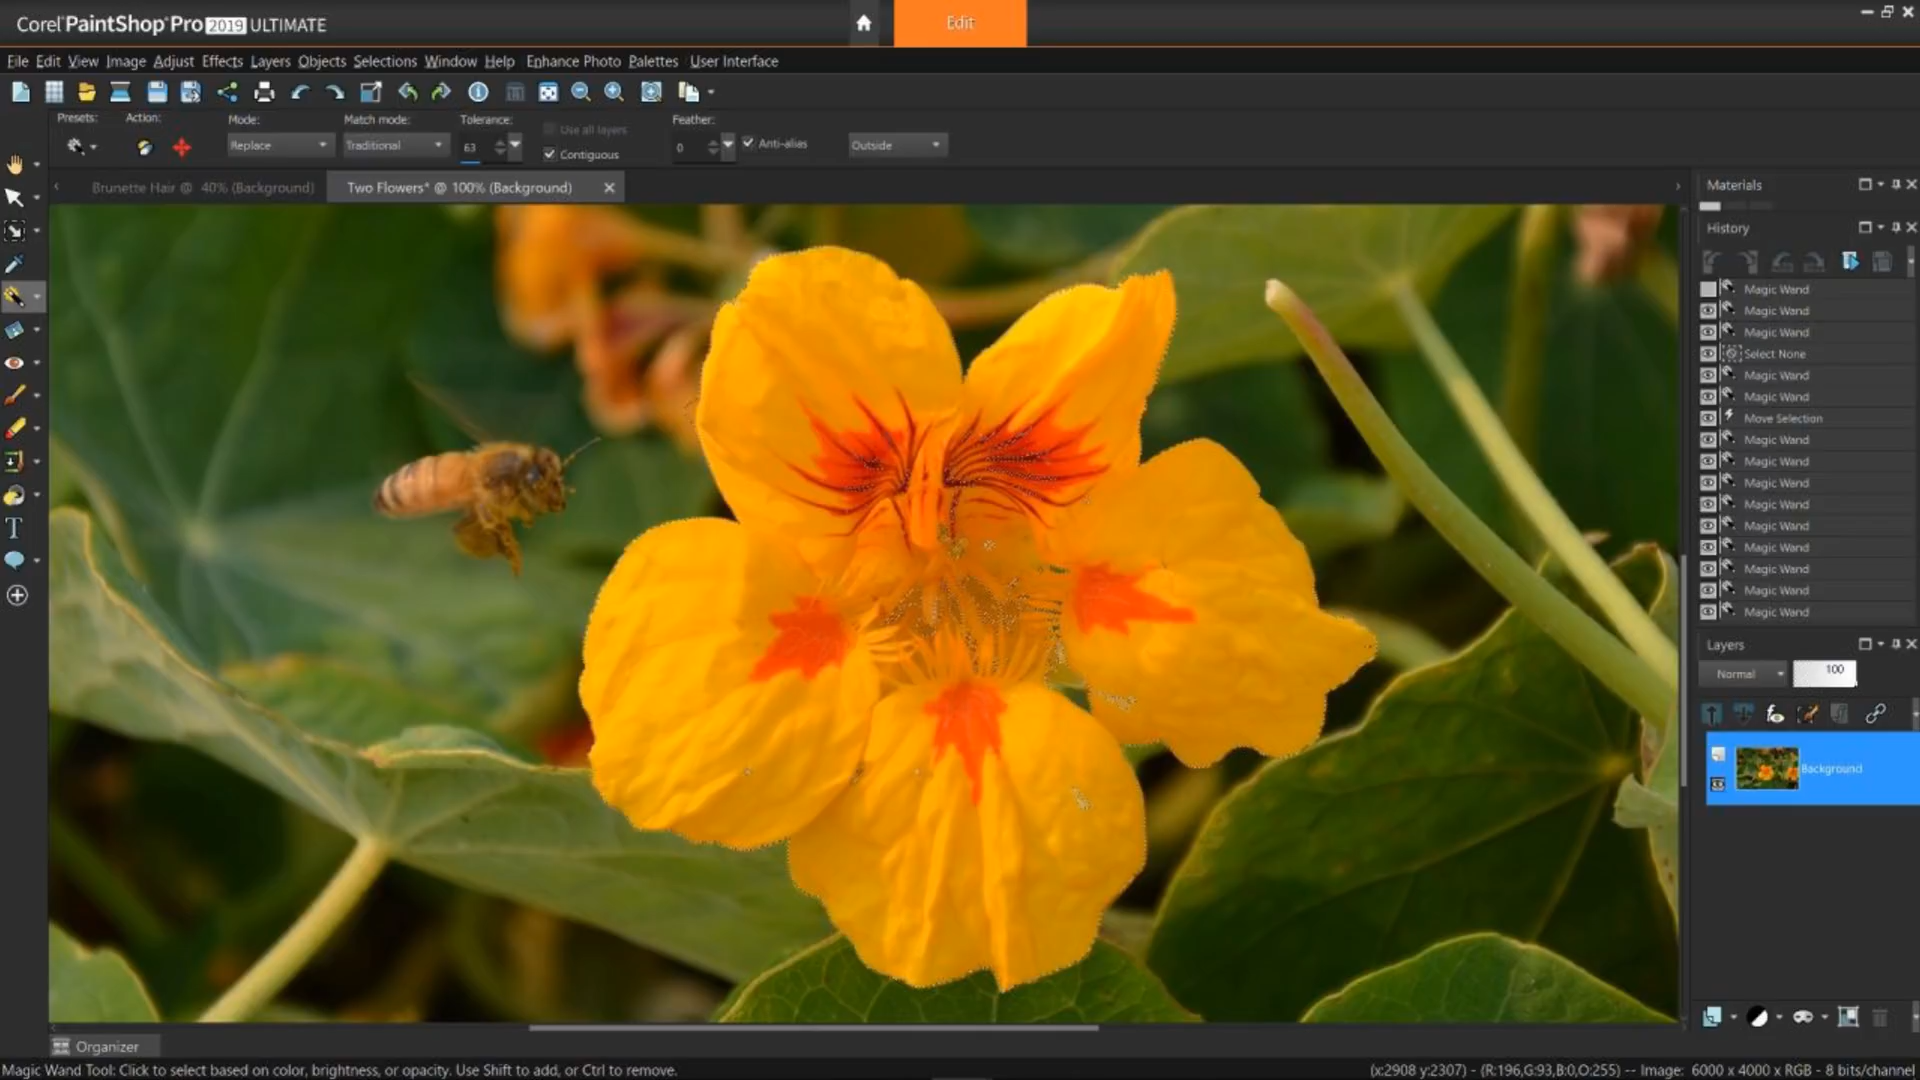 Corel PaintShop Pro 2019 ULTIMATE
Edit
File Edit View Image Adjust Effects Layers Objects Selections Window Help Enhance Photo Palettes User Interface
Presets: Action: Mode: Match mode: Tolerance: Use all layers Feather:
Replace Traditional 63 Contiguous 0 Anti-alias Outside
Brunette Hair @ 40% (Background) Two Flowers* @ 100% (Background)
Materials
History
Magic Wand
Magic Wand
Magic Wand
Select None
Magic Wand
Magic Wand
Move Selection
Magic Wand
Magic Wand
Magic Wand
Magic Wand
Magic Wand
Magic Wand
Magic Wand
Magic Wand
Magic Wand
Layers
Normal 100
Background
Organizer
Magic Wand Tool: Click to select based on color, brightness, or opacity. Use Shift to add, or Ctrl to remove. (x:2908 y:2307) - (R:196,G:93,B:0,O:255) -- Image: 6000 x 4000 x RGB - 8 bits/channel